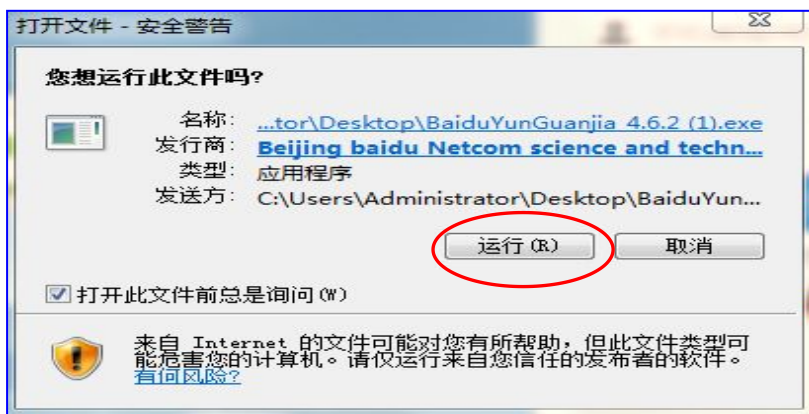 打开文件 - 安全警告
您想运行此文件吗?
名称: ...tor\Desktop\BaiduYunGuanjia 4.6.2 (1).exe
发行商: Beijing baidu Netcom science and techn...
类型: 应用程序
发送方: C:\Users\Administrator\Desktop\BaiduYun...
运行(R) 取消
打开此文件前总是询问(W)
来自 Internet 的文件可能对您有所帮助，但此文件类型可
能危害您的计算机。请仅运行来自您信任的发布者的软件。
有何风险?